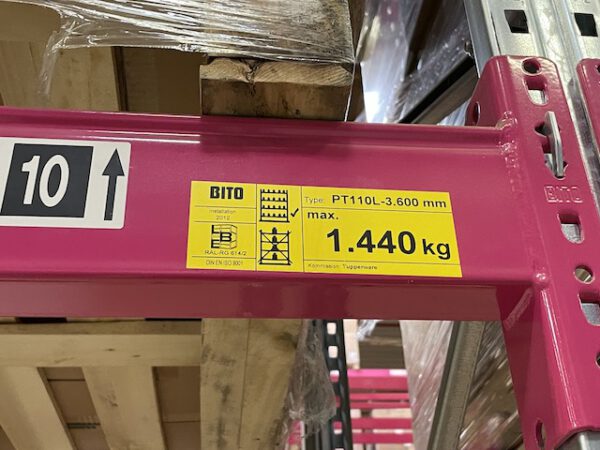 10
BITO
Installation
2012
RAL-RG 614/2
DIN EN ISO 9001
Type: PT110L-3.600 mm
max.
1.440 kg
Kommission: Tupperware
BITO